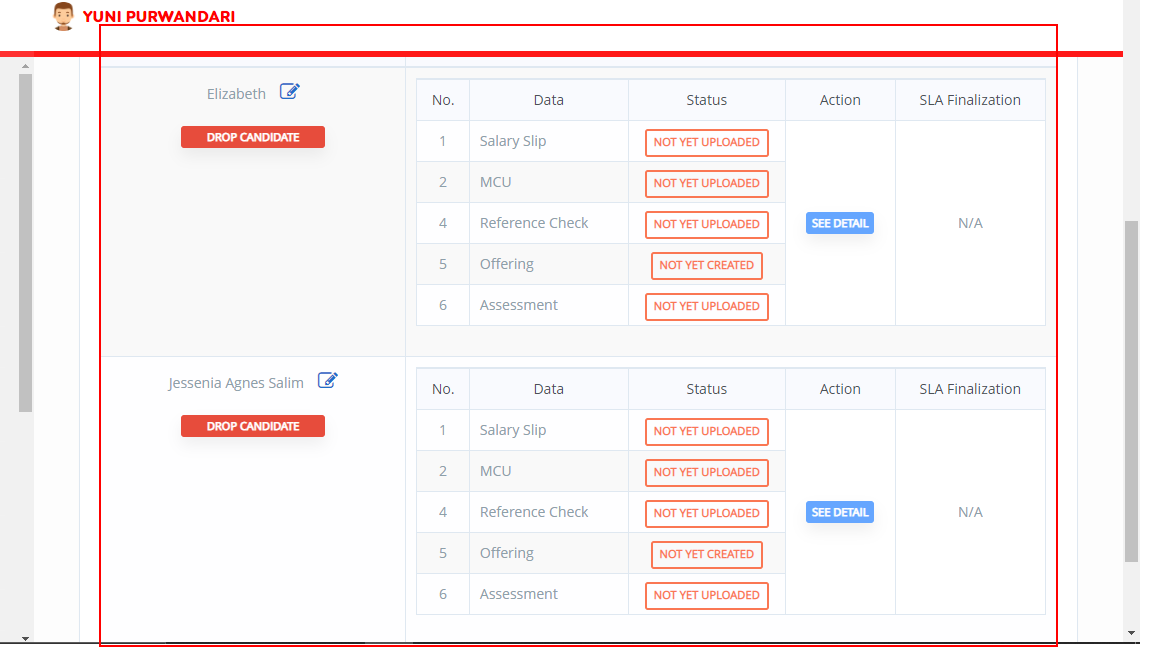 YUNI PURWANDARI
Elizabeth
DROP CANDIDATE
No. Data Status Action SLA Finalization
1 Salary Slip NOT YET UPLOADED
2 MCU NOT YET UPLOADED
4 Reference Check NOT YET UPLOADED SEE DETAIL N/A
5 Offering NOT YET CREATED
6 Assessment NOT YET UPLOADED
Jessenia Agnes Salim
DROP CANDIDATE
No. Data Status Action SLA Finalization
1 Salary Slip NOT YET UPLOADED
2 MCU NOT YET UPLOADED
4 Reference Check NOT YET UPLOADED SEE DETAIL N/A
5 Offering NOT YET CREATED
6 Assessment NOT YET UPLOADED